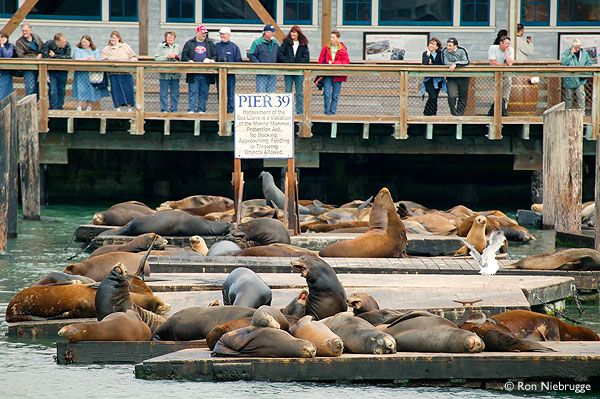 PIER 39
Harassment of the
Sea Lions is a Violation
of the Marine Mammal
Protection Act.
No Docking,
Approaching, Feeding
or Throwing
Objects Allowed.
© Ron Niebrugge